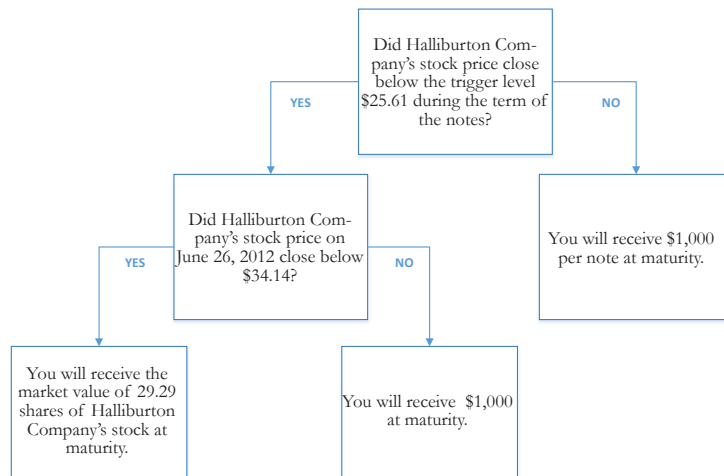 Did Halliburton Com-
pany's stock price close
below the trigger level
$25.61 during the term of
the notes?
YES
NO
Did Halliburton Com-
pany's stock price on
June 26, 2012 close below
$34.14?
You will receive $1,000
per note at maturity.
YES
NO
You will receive the
market value of 29.29
shares of Halliburton
Company's stock at
maturity.
You will receive  $1,000
at maturity.